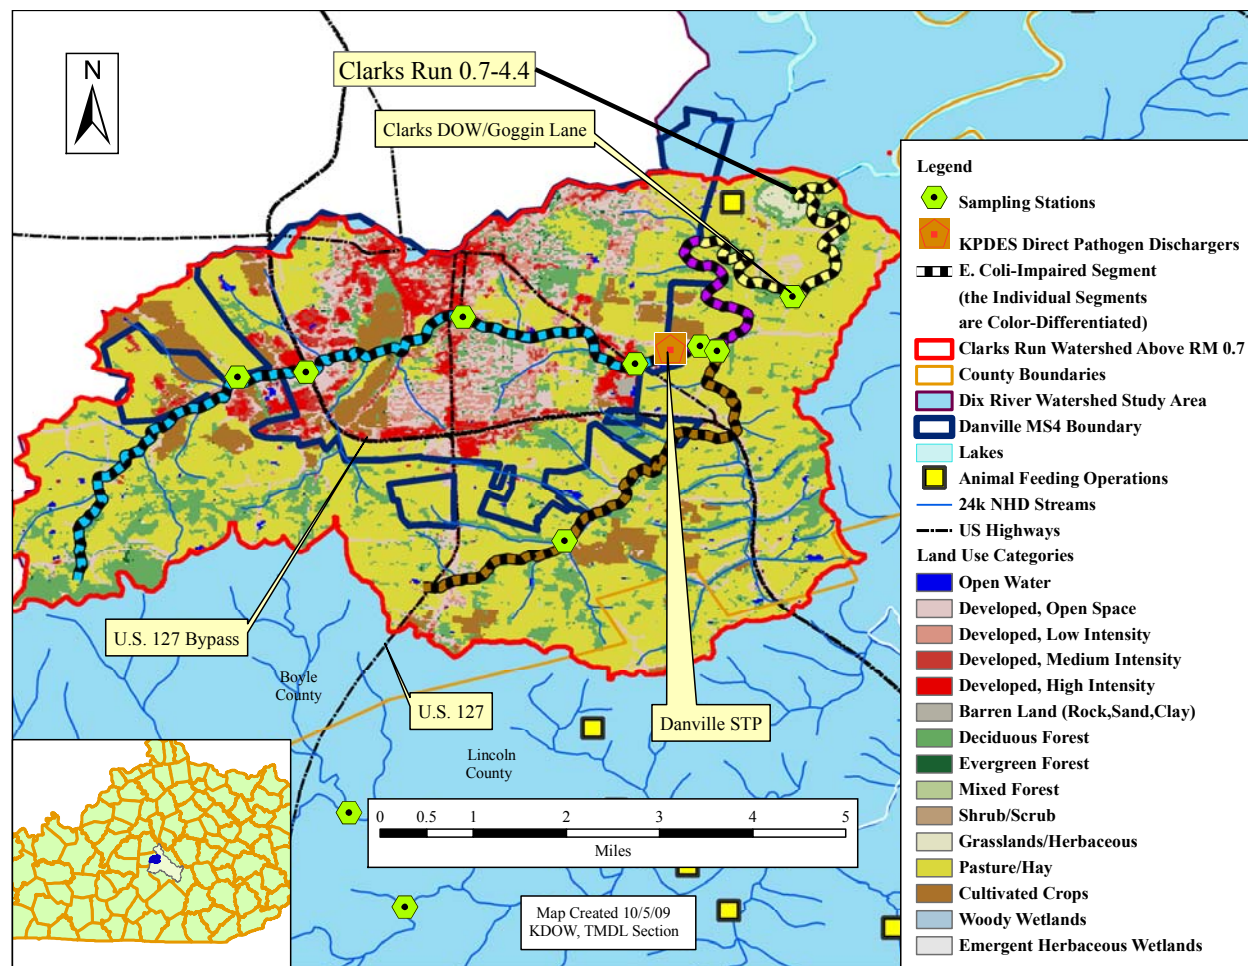 N
Clarks Run 0.7-4.4
Clarks DOW/Goggin Lane
U.S. 127 Bypass
Boyle
County
U.S. 127
Lincoln
County
Danville STP
0 0.5 1 2 3 4 5
Miles
Map Created 10/5/09
KDOW, TMDL Section
Legend
Sampling Stations
KPDES Direct Pathogen Dischargers
E. Coli-Impaired Segment
(the Individual Segments
are Color-Differentiated)
Clarks Run Watershed Above RM 0.7
County Boundaries
Dix River Watershed Study Area
Danville MS4 Boundary
Lakes
Animal Feeding Operations
24k NHD Streams
US Highways
Land Use Categories
Open Water
Developed, Open Space
Developed, Low Intensity
Developed, Medium Intensity
Developed, High Intensity
Barren Land (Rock,Sand,Clay)
Deciduous Forest
Evergreen Forest
Mixed Forest
Shrub/Scrub
Grasslands/Herbaceous
Pasture/Hay
Cultivated Crops
Woody Wetlands
Emergent Herbaceous Wetlands